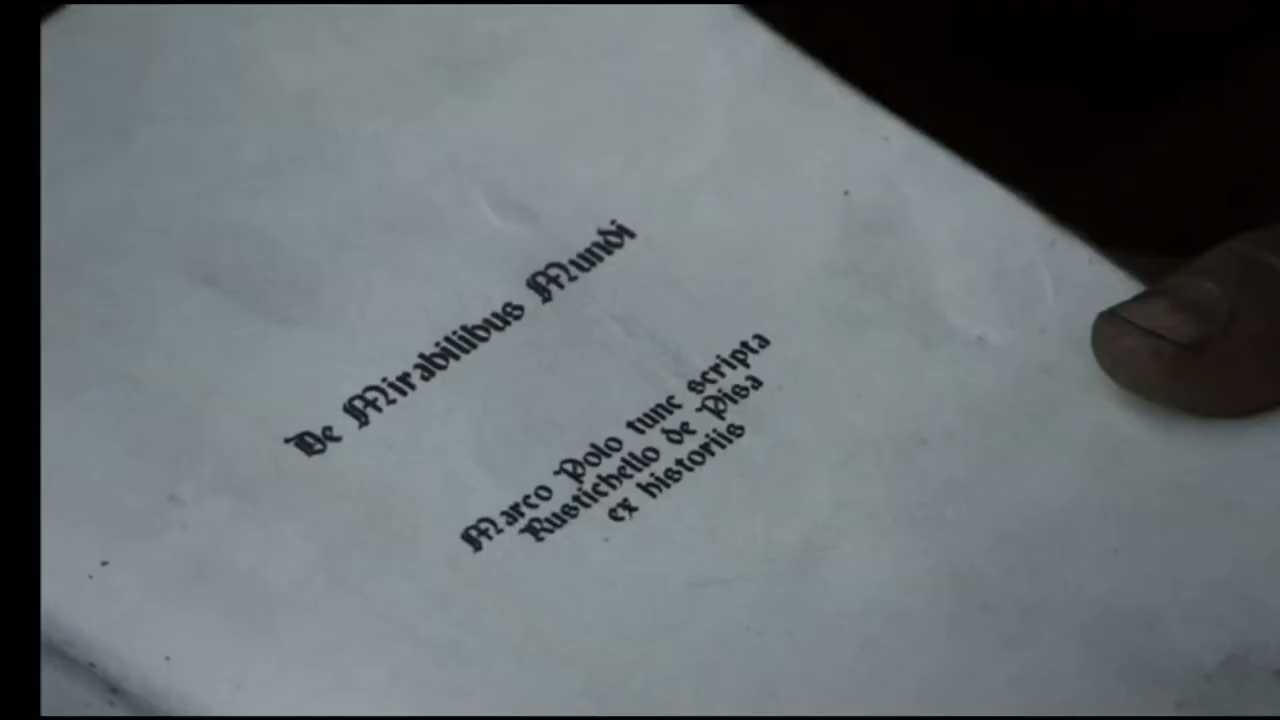 De Mirabilibus Mundi
Marco Polo tunc scripta
Rustichello de Pisa
ex historiis